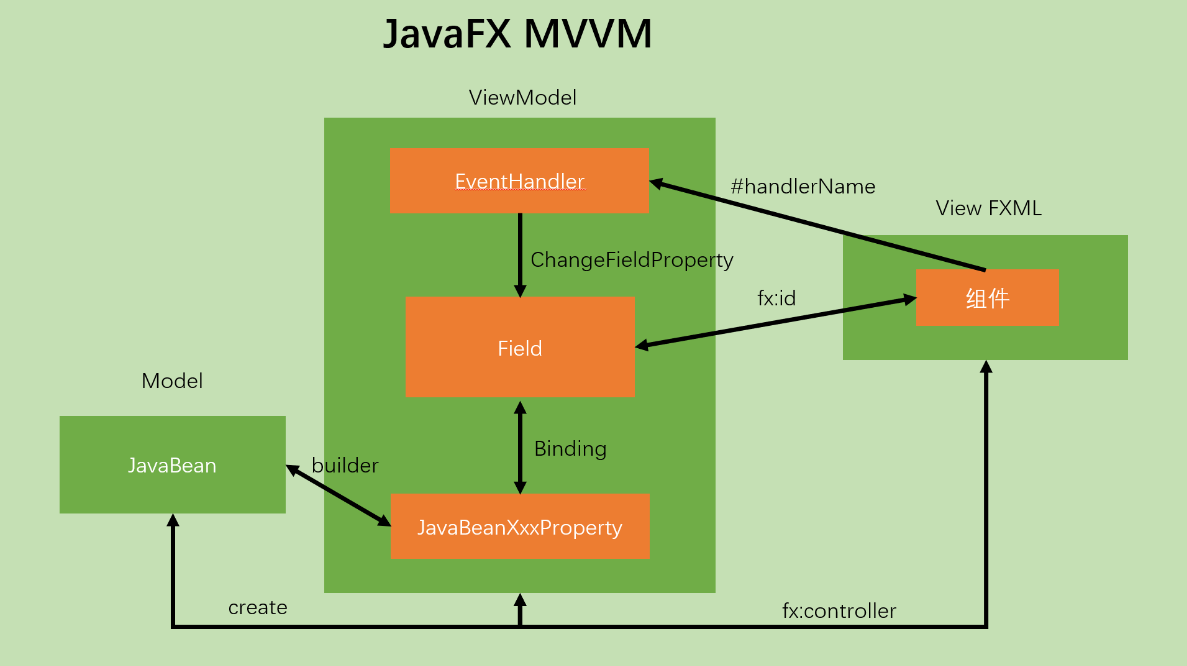 JavaFX MVVM
ViewModel
EventHandler
#handlerName
View FXML
ChangeFieldProperty
fx:id
组件
Field
Model
Binding
JavaBean
builder
JavaBeanXxxProperty
create
fx:controller